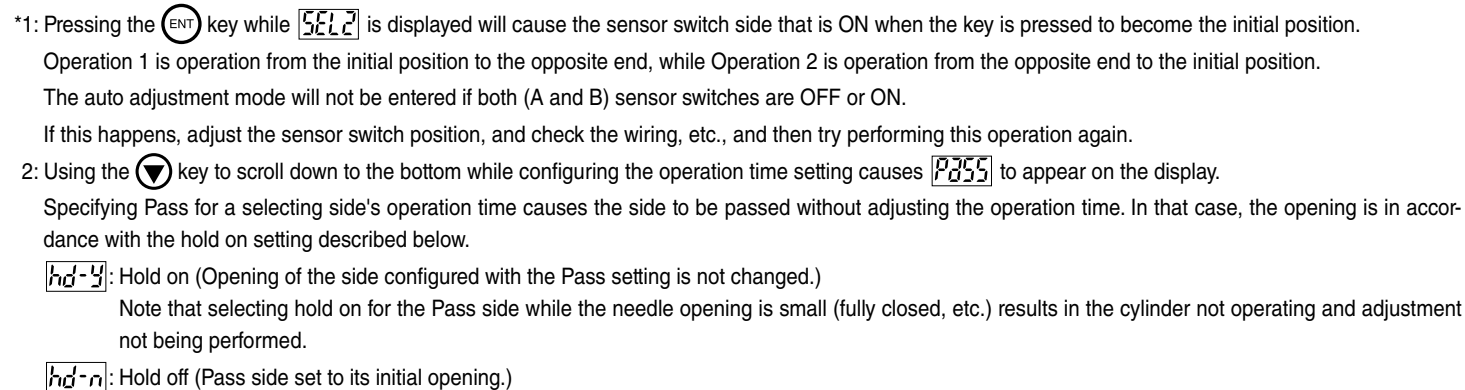 *1: Pressing the ENT key while SEL2 is displayed will cause the sensor switch side that is ON when the key is pressed to become the initial position.
Operation 1 is operation from the initial position to the opposite end, while Operation 2 is operation from the opposite end to the initial position.
The auto adjustment mode will not be entered if both (A and B) sensor switches are OFF or ON.
If this happens, adjust the sensor switch position, and check the wiring, etc., and then try performing this operation again.
2: Using the ▼ key to scroll down to the bottom while configuring the operation time setting causes PASS to appear on the display.
Specifying Pass for a selecting side's operation time causes the side to be passed without adjusting the operation time. In that case, the opening is in accor-
dance with the hold on setting described below.
hd-y: Hold on (Opening of the side configured with the Pass setting is not changed.)
Note that selecting hold on for the Pass side while the needle opening is small (fully closed, etc.) results in the cylinder not operating and adjustment
not being performed.
hd-n: Hold off (Pass side set to its initial opening.)